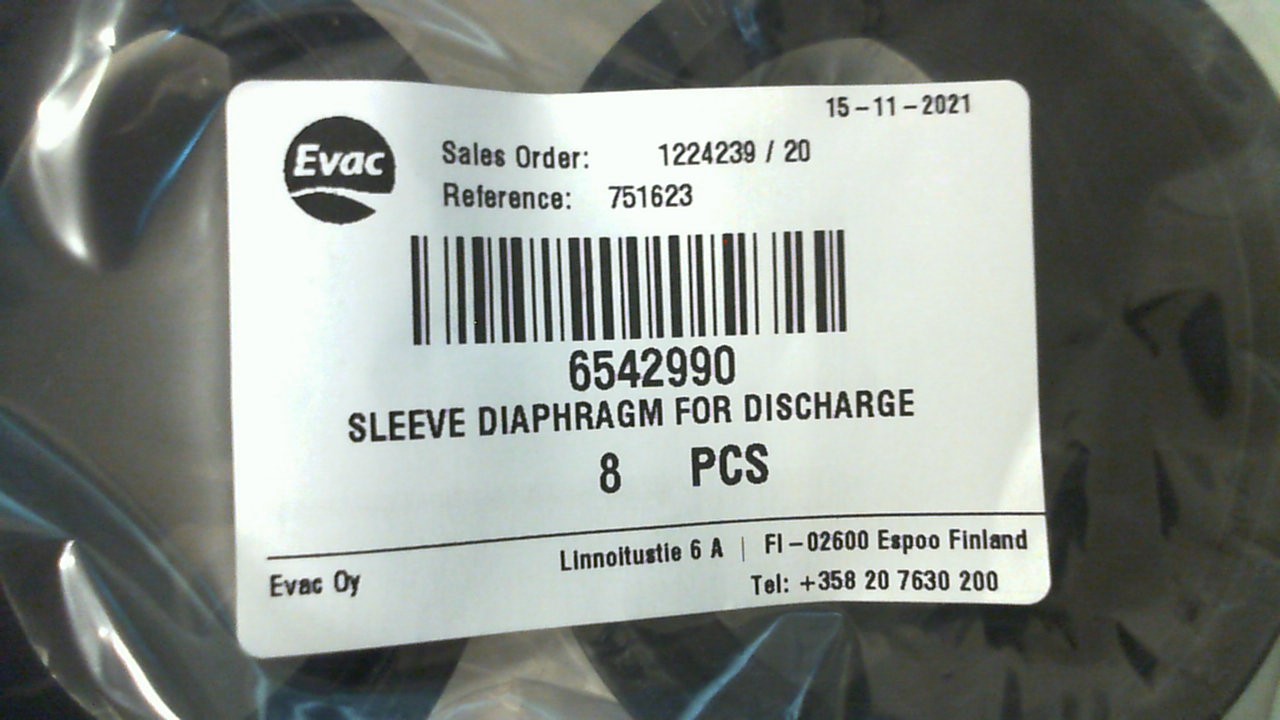 15-11-2021
Evac
Sales Order: 1224239 / 20
Reference: 751623
6542990
SLEEVE DIAPHRAGM FOR DISCHARGE
8 PCS
Linnoitustie 6 A | FI-02600 Espoo Finland
Evac Oy
Tel: +358 20 7630 200